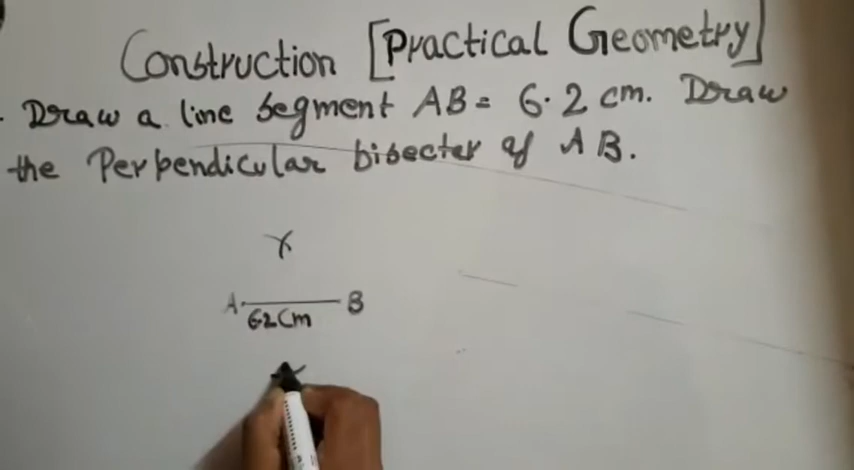 Construction [Practical Geometry]
Draw a line segment AB = 6.2 cm. Draw
the Perpendicular bisecter of AB.
A B
6.2 Cm